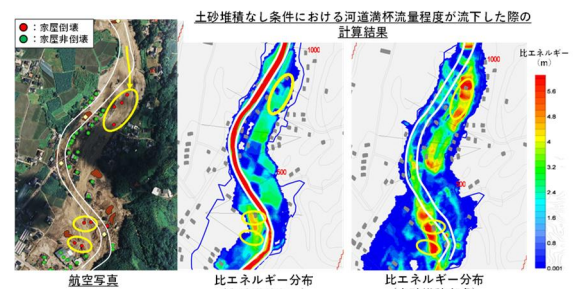 土砂堆積なし条件における河道満杯流量程度が流下した際の
計算結果
●：家屋倒壊
●：家屋非倒壊
比エネルギー
（m）
1000
1000
5.6
4.8
4
3.2
2.4
1.6
0.8
0.001
500
500
航空写真
比エネルギー分布
比エネルギー分布